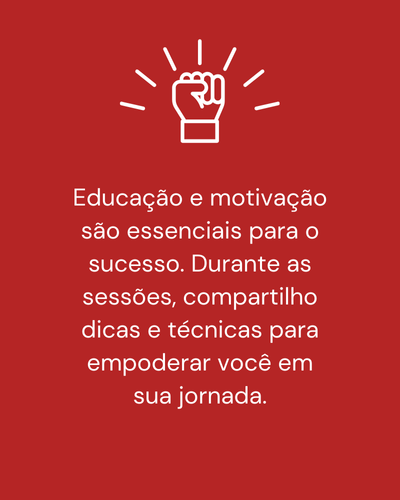 Educação e motivação
são essenciais para o
sucesso. Durante as
sessões, compartilho
dicas e técnicas para
empoderar você em
sua jornada.